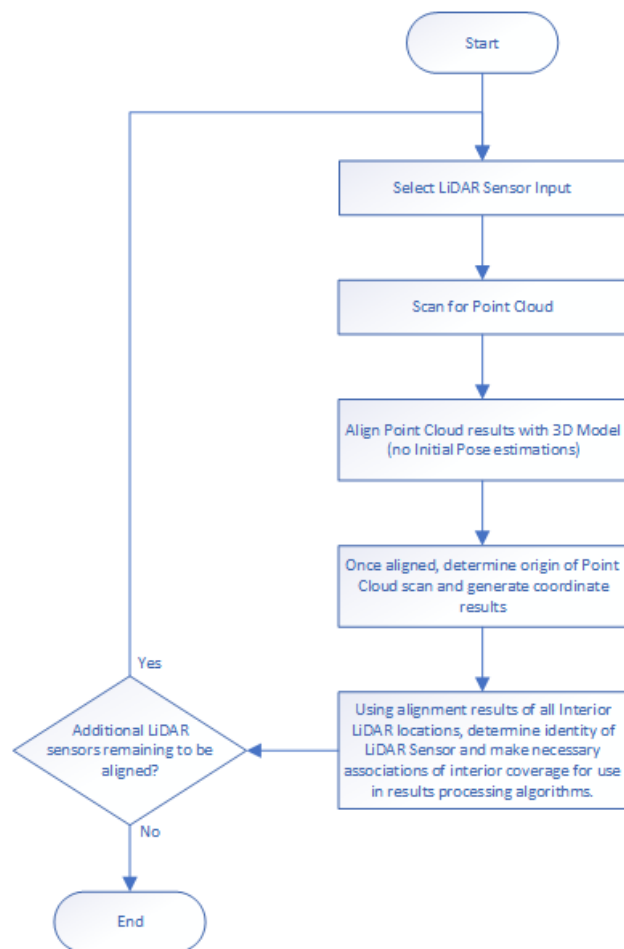 Start
Select LiDAR Sensor Input
Scan for Point Cloud
Align Point Cloud results with 3D Model
(no Initial Pose estimations)
Once aligned, determine origin of Point
Cloud scan and generate coordinate
results
Using alignment results of all Interior
LiDAR locations, determine identity of
LiDAR Sensor and make necessary
associations of interior coverage for use
in results processing algorithms.
Yes
Additional LiDAR
sensors remaining to be
aligned?
No
End